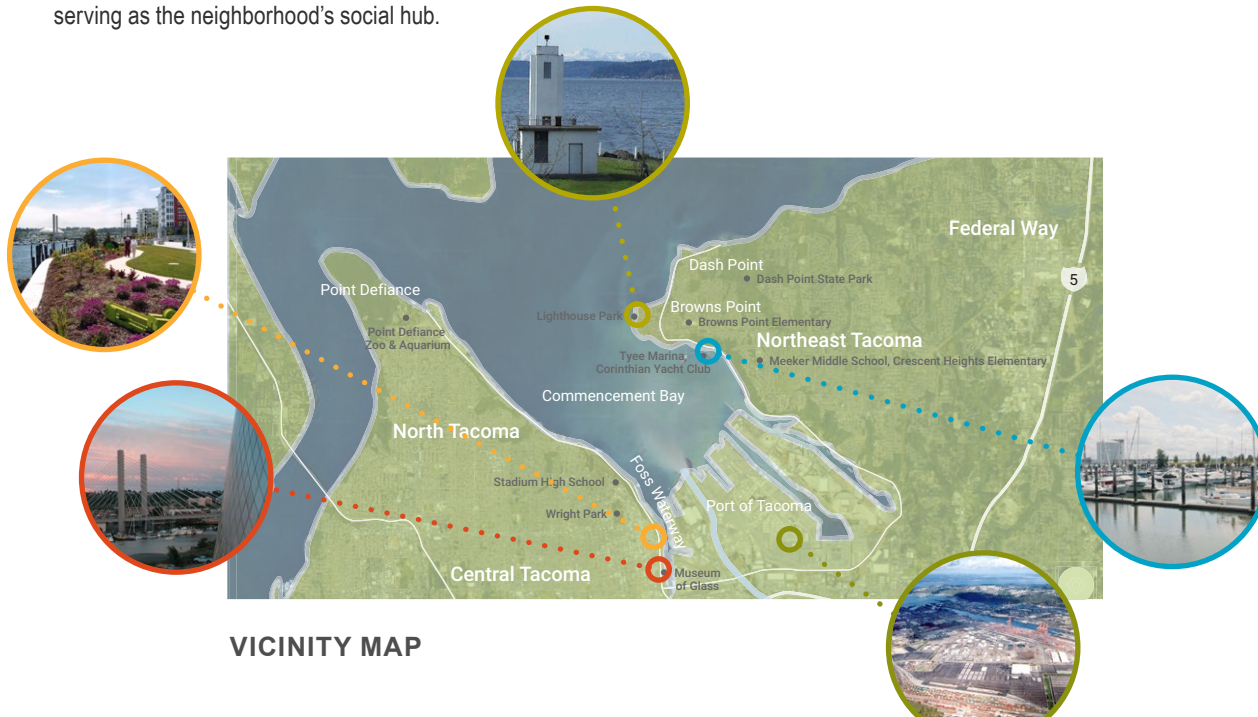 serving as the neighborhood’s social hub.
Federal Way
Dash Point
Dash Point State Park
5
Point Defiance
Lighthouse Park
Browns Point
Browns Point Elementary
Point Defiance
Zoo & Aquarium
Northeast Tacoma
Tyee Marina,
Corinthian Yacht Club
Meeker Middle School, Crescent Heights Elementary
Commencement Bay
North Tacoma
Foss Waterway
Stadium High School
Port of Tacoma
Wright Park
Central Tacoma
Museum
of Glass
VICINITY MAP